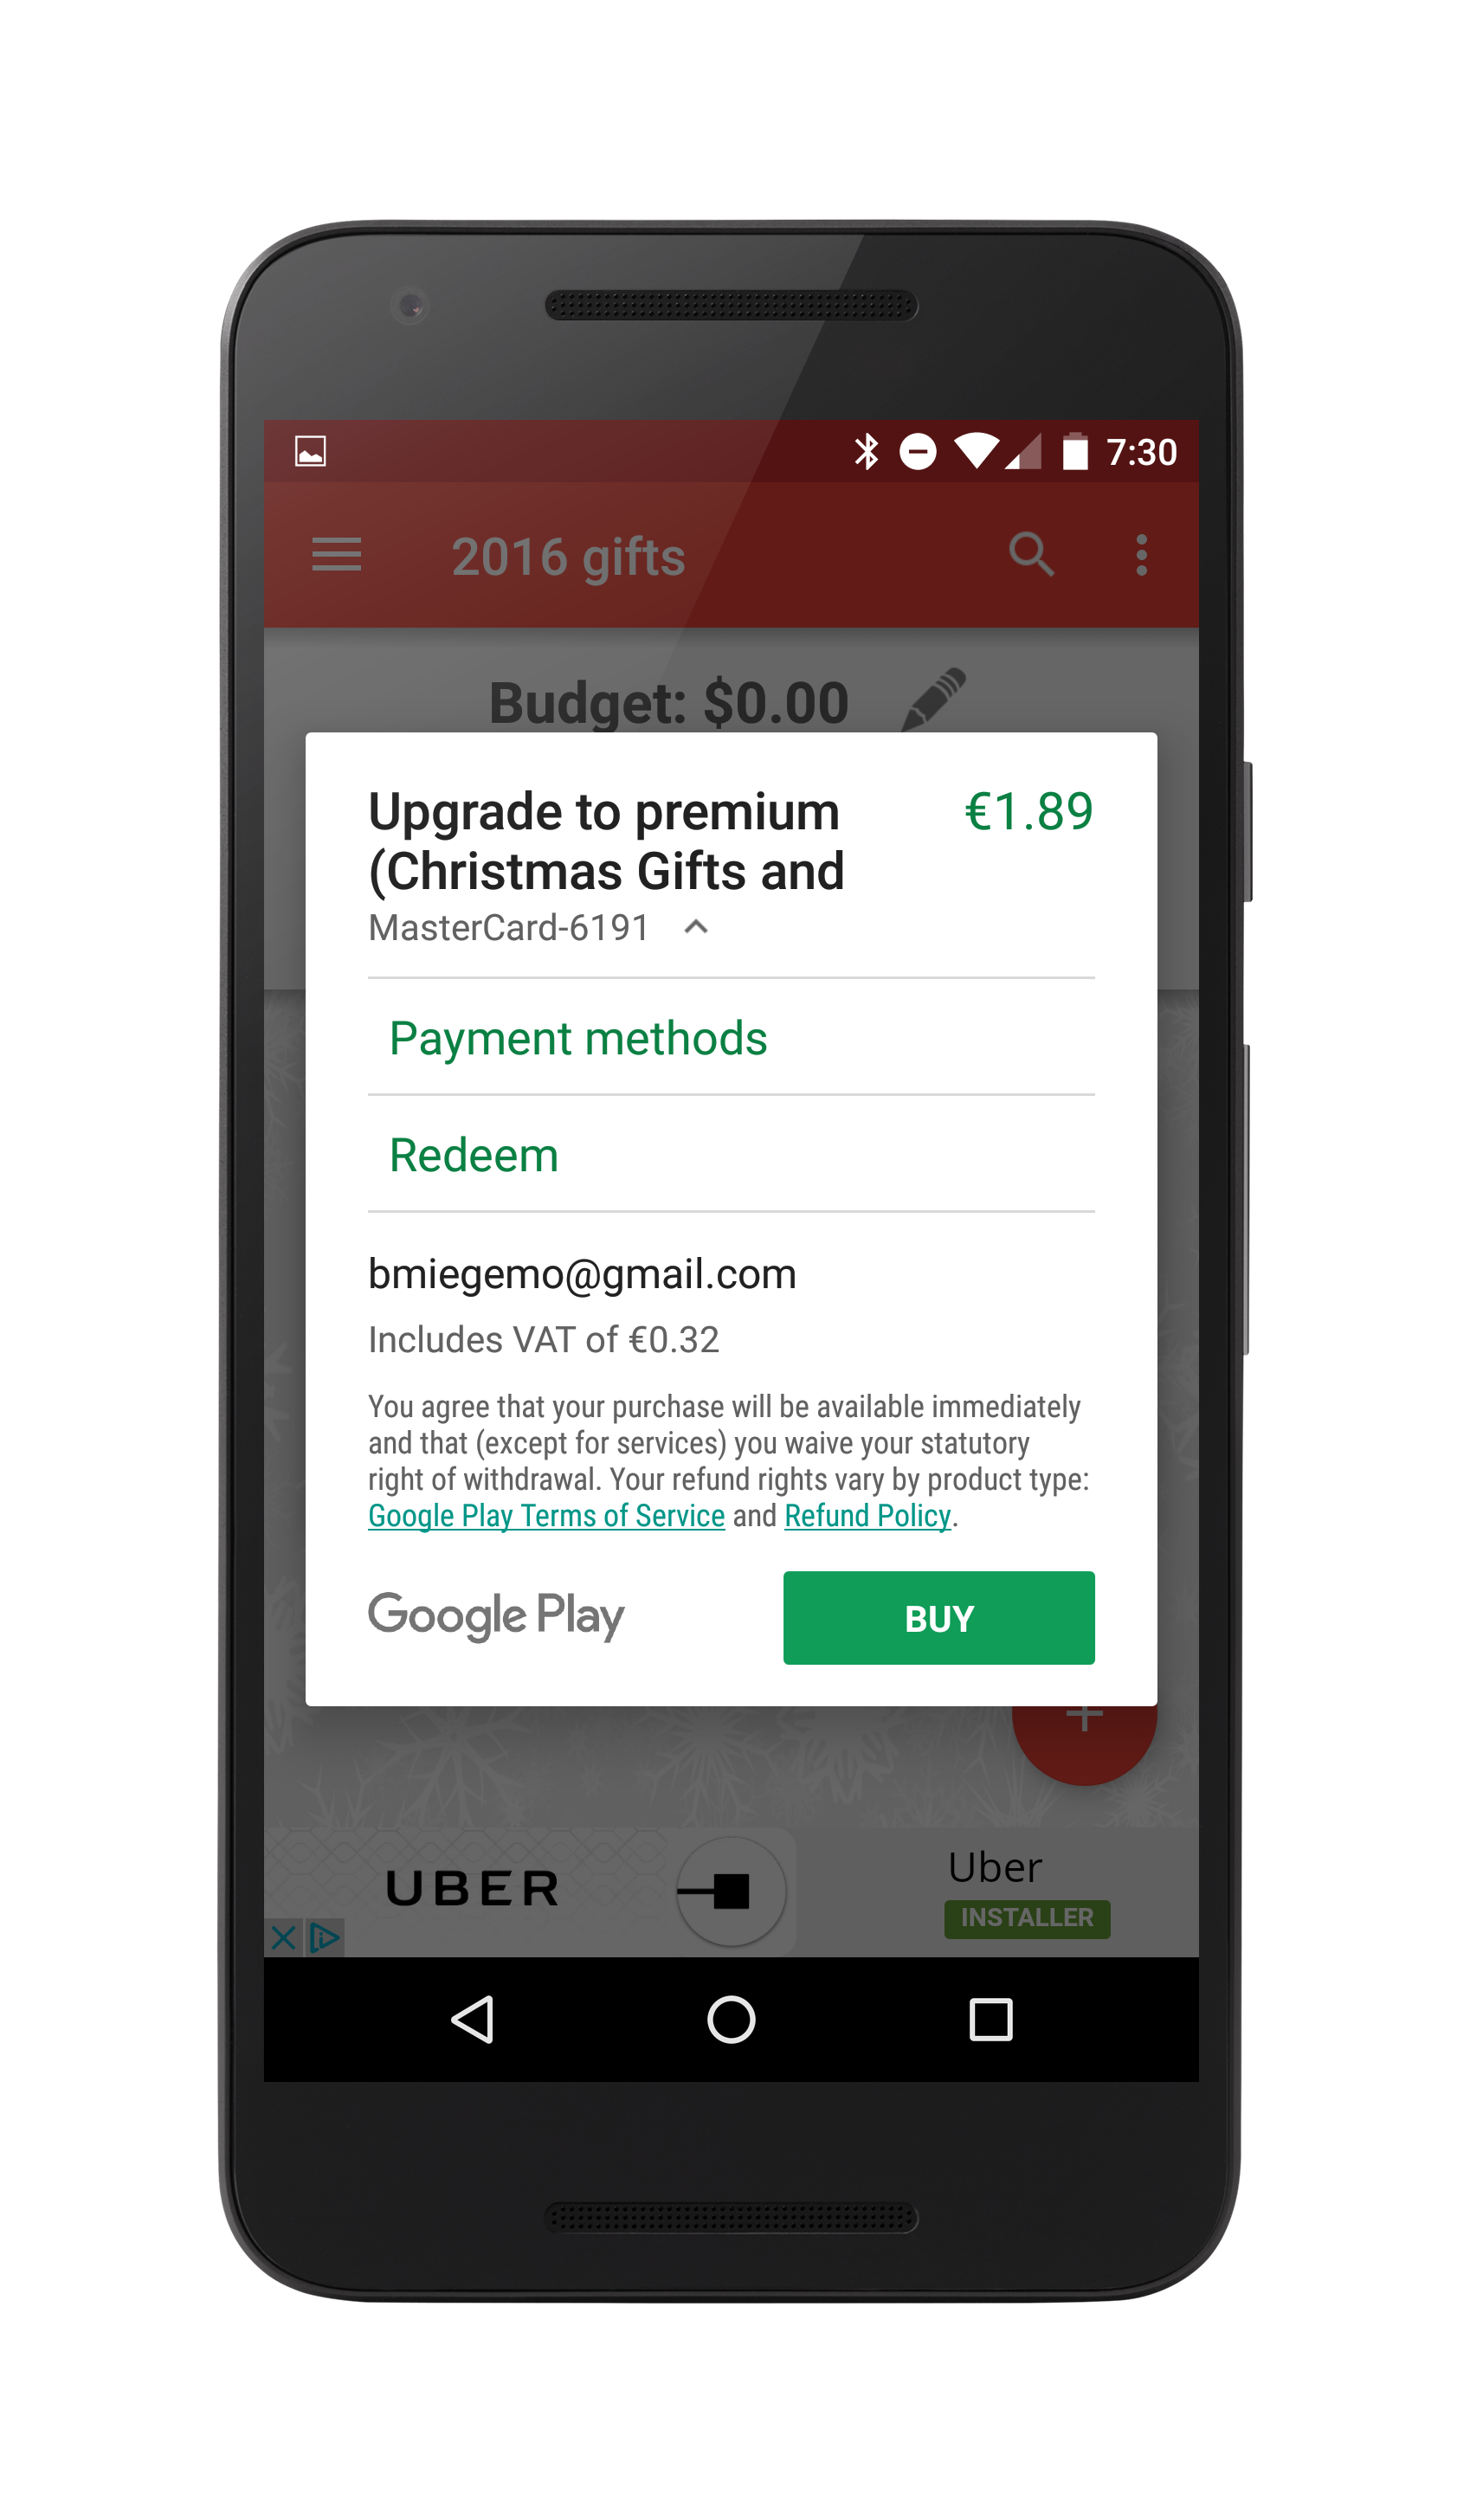 7:30
2016 gifts
Budget: $0.00
Upgrade to premium
€1.89
(Christmas Gifts and
MasterCard-6191
Payment methods
Redeem
bmiegemo@gmail.com
Includes VAT of €0.32
You agree that your purchase will be available immediately
and that (except for services) you waive your statutory
right of withdrawal. Your refund rights vary by product type:
Google Play Terms of Service and Refund Policy.
Google Play
BUY
UBER
Uber
INSTALLER